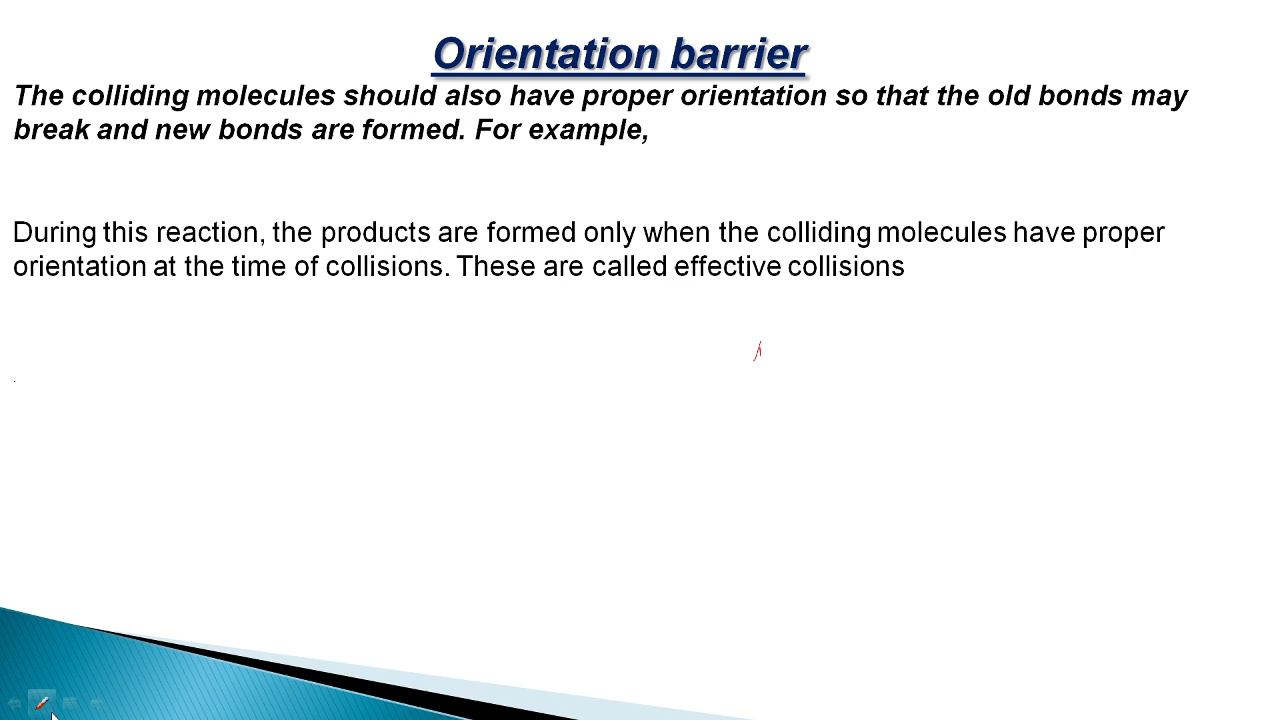 Orientation barrier
The colliding molecules should also have proper orientation so that the old bonds may
break and new bonds are formed. For example,
During this reaction, the products are formed only when the colliding molecules have proper
orientation at the time of collisions. These are called effective collisions
.